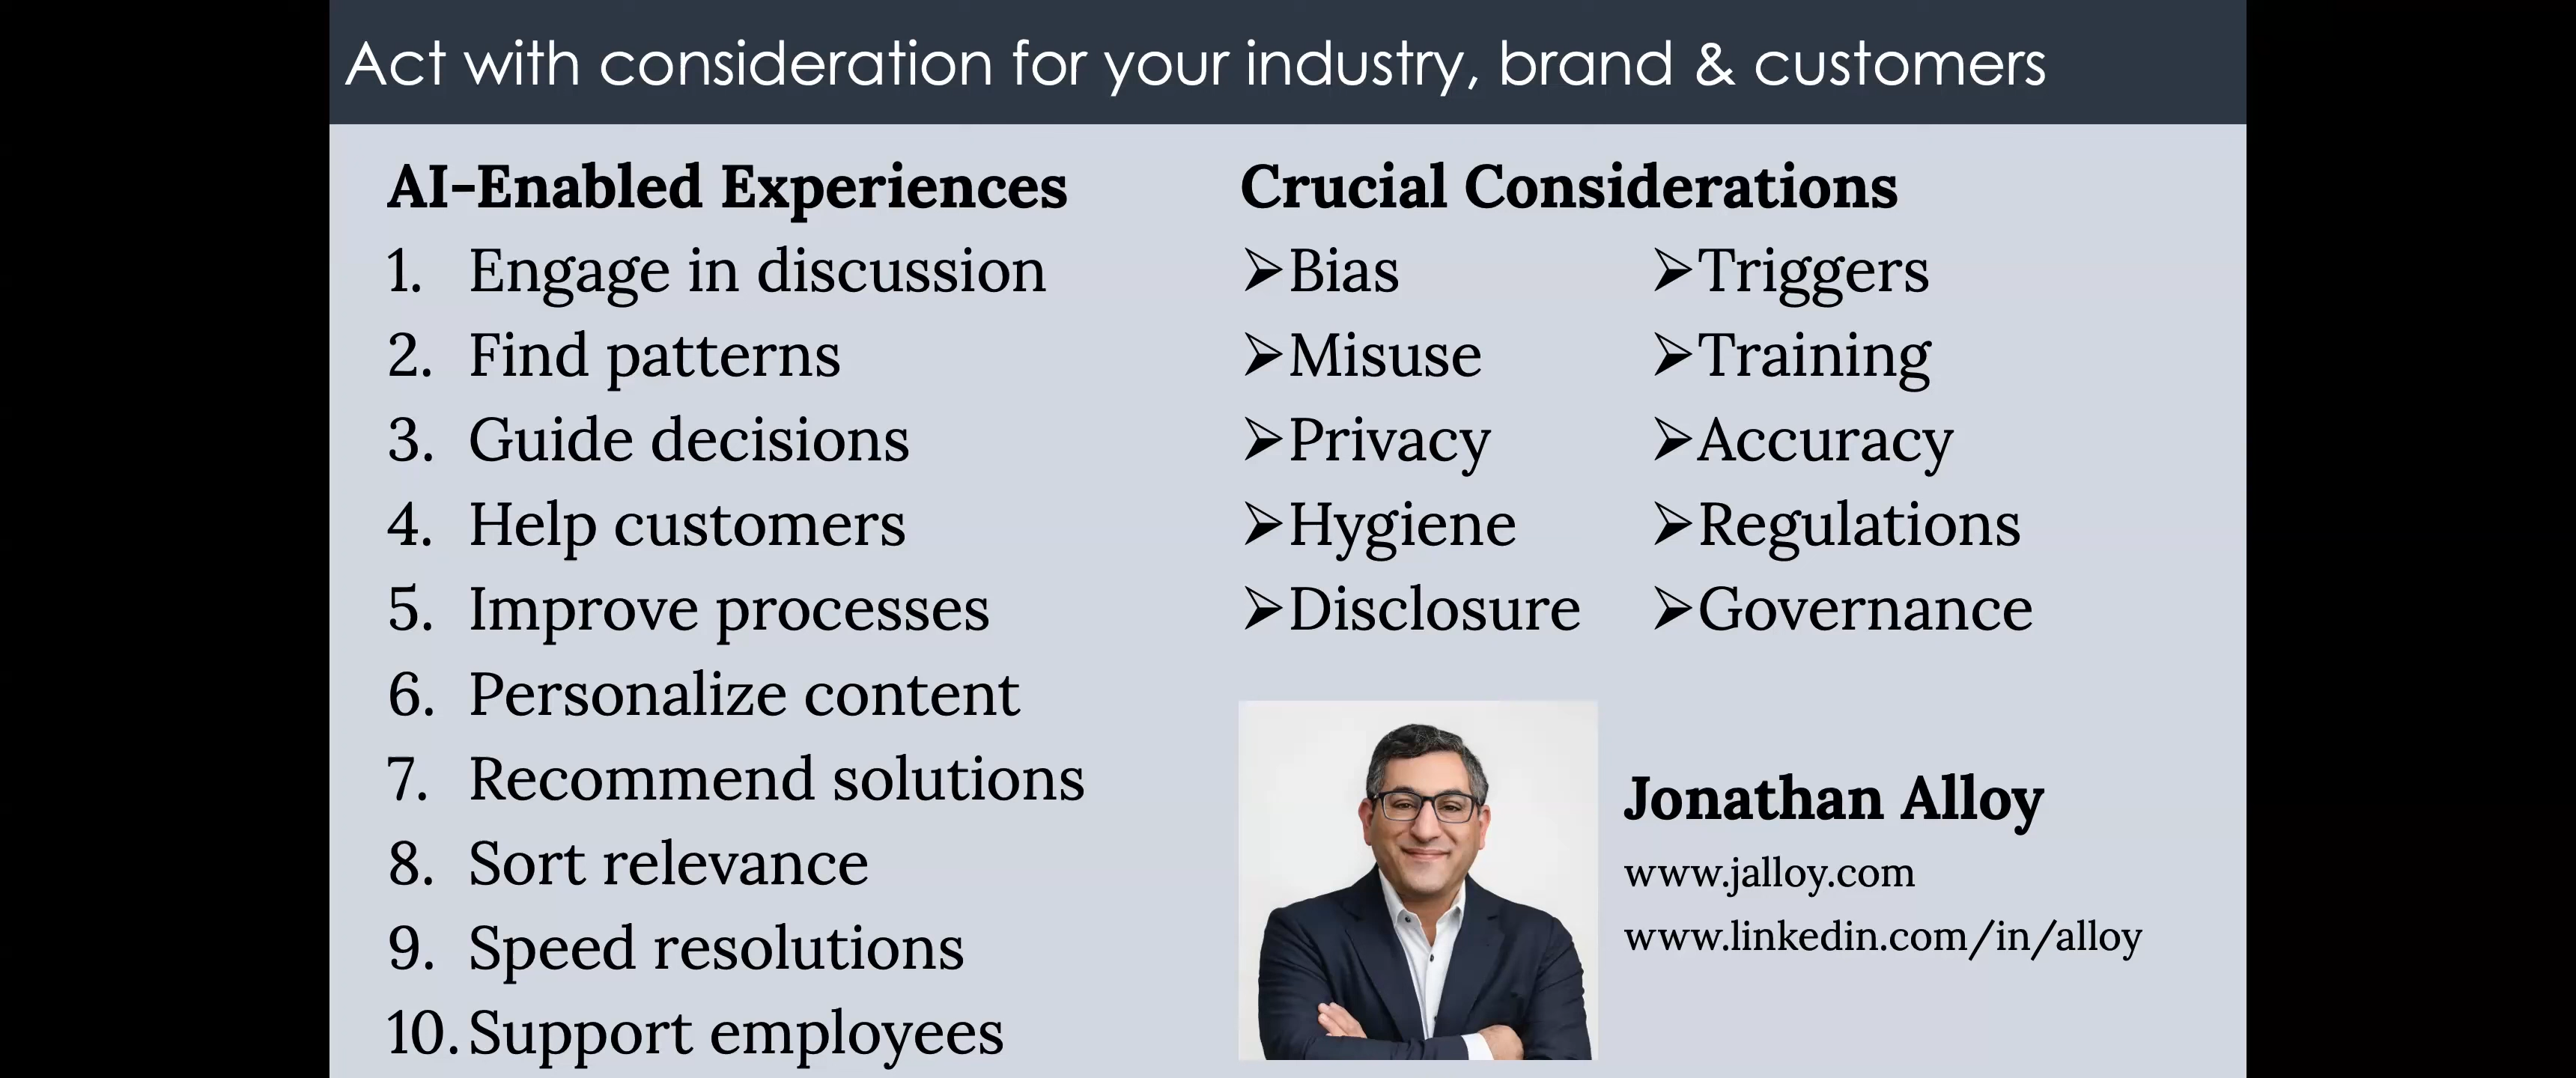 Act with consideration for your industry, brand & customers
AI-Enabled Experiences
1. Engage in discussion
2. Find patterns
3. Guide decisions
4. Help customers
5. Improve processes
6. Personalize content
7. Recommend solutions
8. Sort relevance
9. Speed resolutions
10. Support employees
Crucial Considerations
➢Bias
➢Misuse
➢Privacy
➢Hygiene
➢Disclosure
➢Triggers
➢Training
➢Accuracy
➢Regulations
➢Governance
Jonathan Alloy
www.jalloy.com
www.linkedin.com/in/alloy